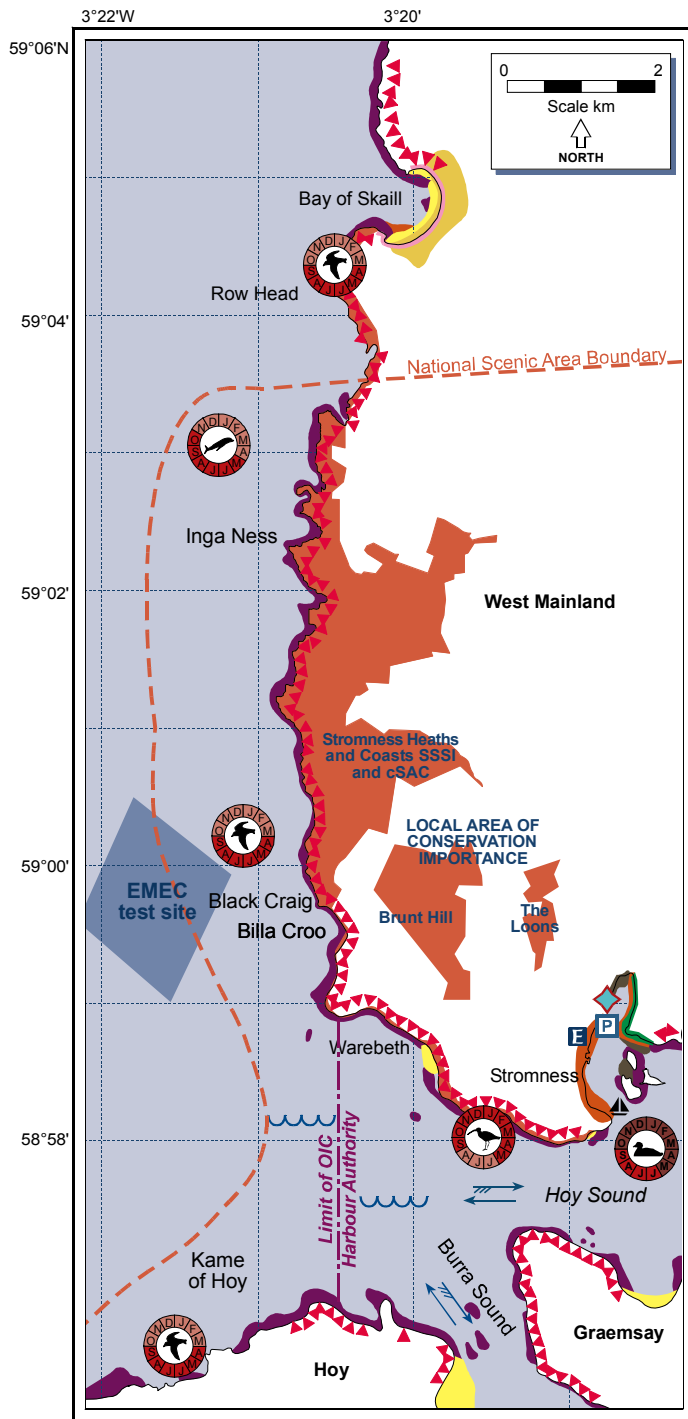 3°22'W
3°20'
59°06'N
0
2
Scale km
NORTH
Bay of Skaill
J F M A M J J A S O N D
Row Head
59°04'
National Scenic Area Boundary
J F M A M J J A S O N D
Inga Ness
59°02'
West Mainland
Stromness Heaths
and Coasts SSSI
and cSAC
J F M A M J J A S O N D
LOCAL AREA OF
CONSERVATION
IMPORTANCE
59°00'
EMEC
test site
Black Craig
Billa Croo
Brunt Hill
The
Loons
P
E
Warebeth
Stromness
58°58'
J F M A M J J A S O N D
J F M A M J J A S O N D
Limit of OIC
Harbour Authority
Hoy Sound
Kame
of Hoy
Burra Sound
J F M A M J J A S O N D
Graemsay
Hoy